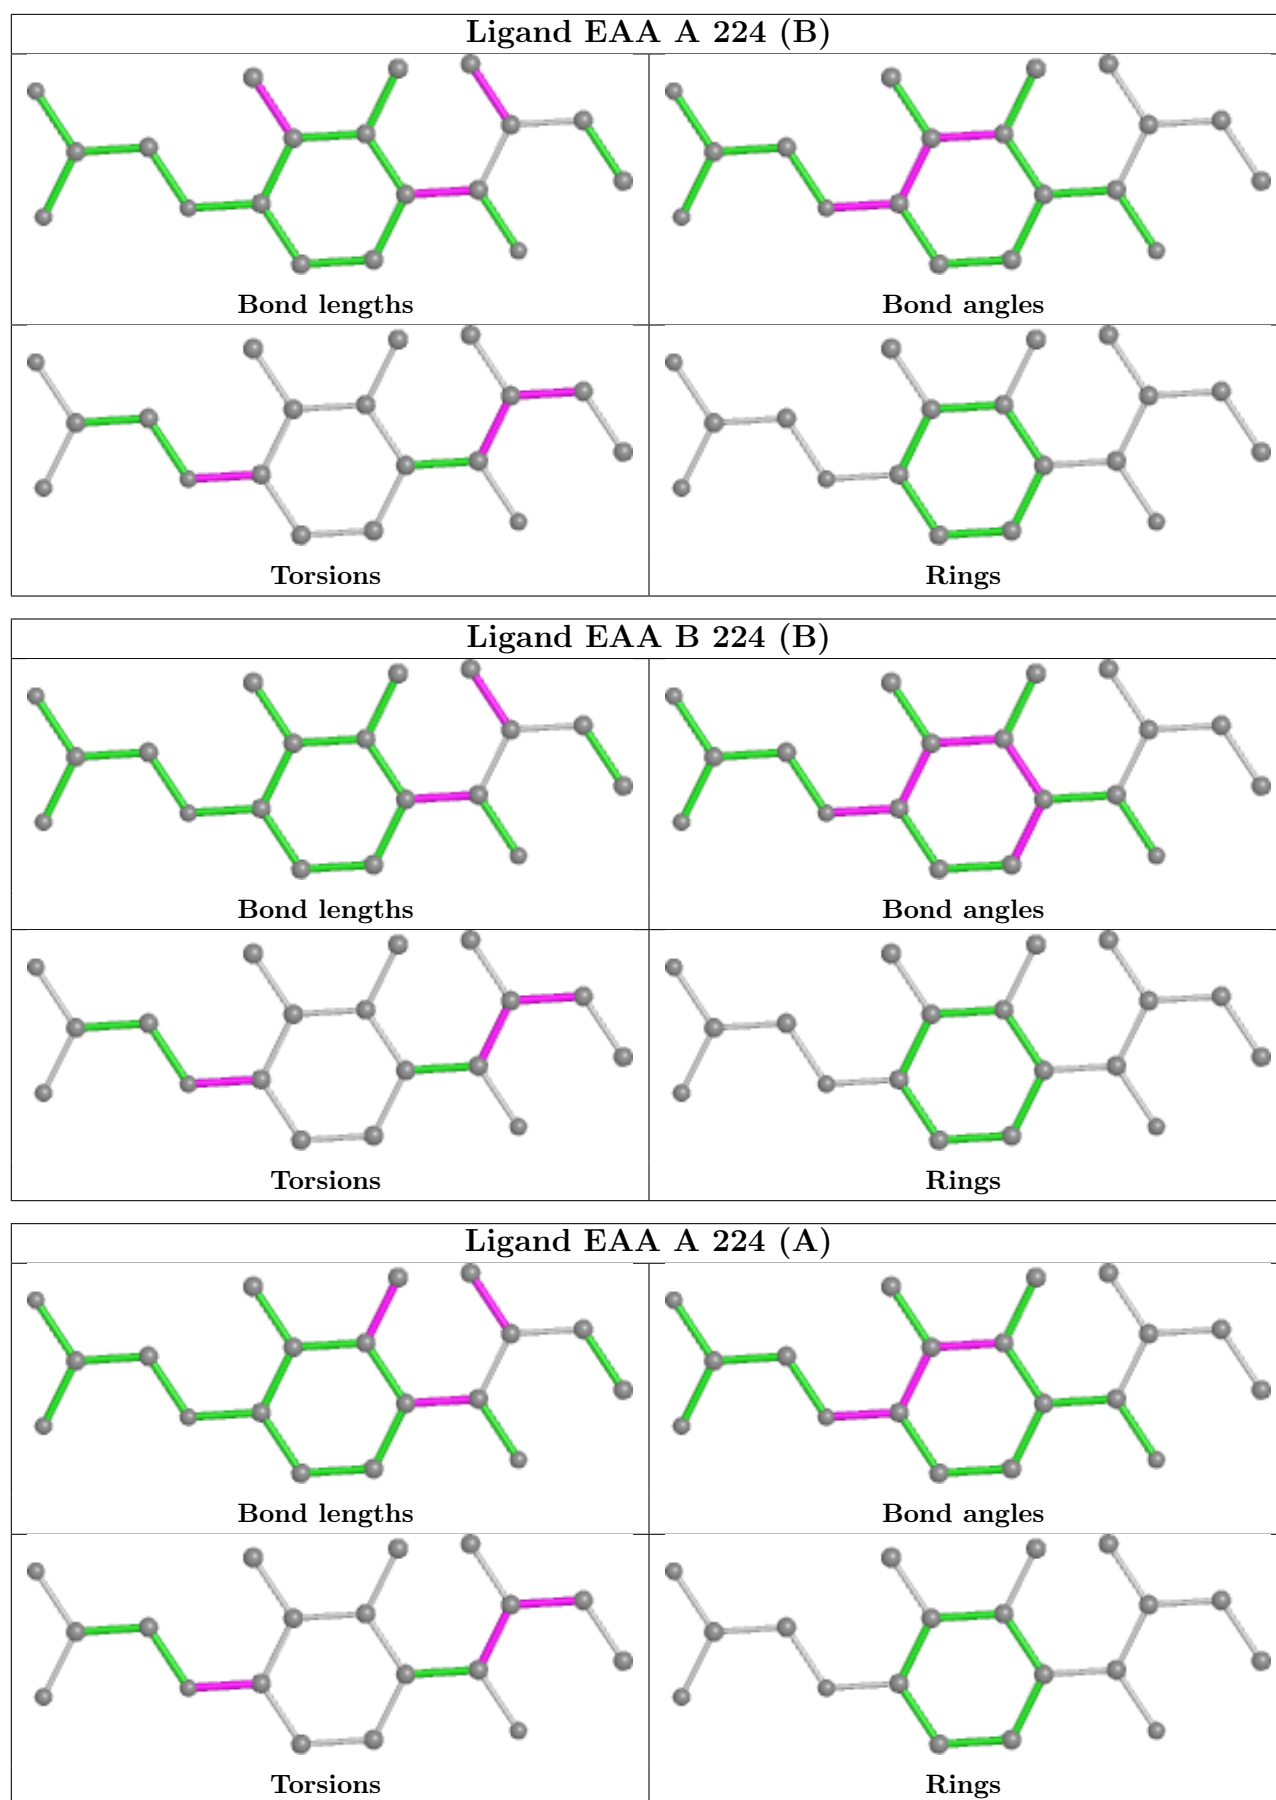 Ligand EAA A 224 (B)
Bond lengths
Bond angles
Torsions
Rings
Ligand EAA B 224 (B)
Bond lengths
Bond angles
Torsions
Rings
Ligand EAA A 224 (A)
Bond lengths
Bond angles
Torsions
Rings